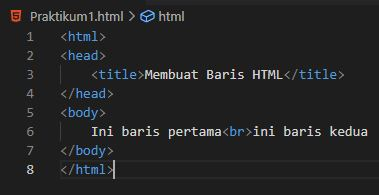 Praktikum1.html > html
1 <html>
2 <head>
3     <title>Membuat Baris HTML</title>
4 </head>
5 <body>
6     Ini baris pertama<br>ini baris kedua
7 </body>
8 </html>